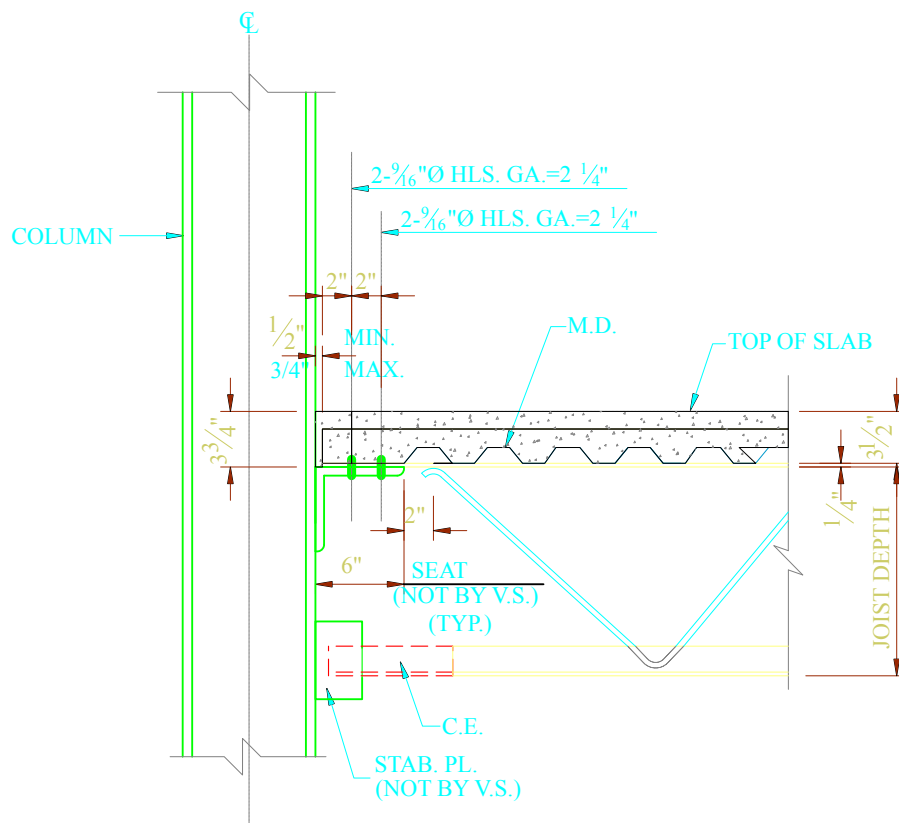 ℄
2-9/16"Ø HLS. GA.=2 1/4"
2-9/16"Ø HLS. GA.=2 1/4"
COLUMN
2" 2"
1/2" MIN.
3/4" MAX.
M.D.
TOP OF SLAB
3 3/4"
3 1/2"
1/4"
2"
6"
SEAT
(NOT BY V.S.)
(TYP.)
JOIST DEPTH
C.E.
STAB. PL.
(NOT BY V.S.)